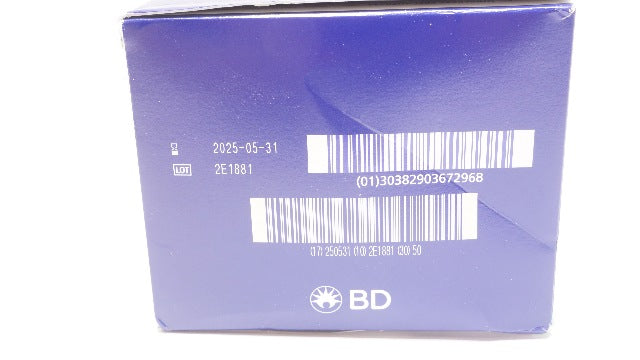 2025-05-31
LOT 2E1881
(01)30382903672968
(17) 250531 (10) 2E1881 (30) 50
BD